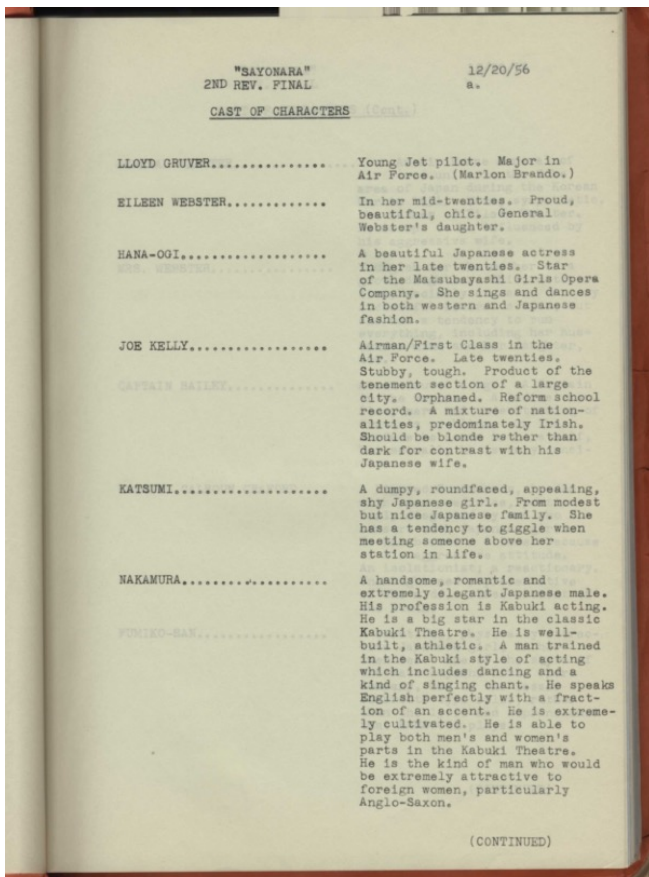 "SAYONARA" 12/20/56
2ND REV. FINAL a.
CAST OF CHARACTERS (Cont.)
LLOYD GRUVER............... Young Jet pilot. Major in
Air Force. (Marlon Brando.)
EILEEN WEBSTER............. In her mid-twenties. Proud,
beautiful, chic. General
Webster's daughter.
HANA-OGI................... A beautiful Japanese actress
in her late twenties. Star
of the Matsubayashi Girls Opera
Company. She sings and dances
in both western and Japanese
fashion.
MRS. WEBSTER...............
JOE KELLY.................. Airman/First Class in the
Air Force. Late twenties.
Stubby, tough. Product of the
tenement section of a large
city. Orphaned. Reform school
record. A mixture of nation-
alities, predominately Irish.
Should be blonde rather than
dark for contrast with his
Japanese wife.
CAPTAIN BAILEY..............
KATSUMI.................... A dumpy, roundfaced, appealing,
shy Japanese girl. From modest
but nice Japanese family. She
has a tendency to giggle when
meeting someone above her
station in life.
NAKAMURA................... A handsome, romantic and
extremely elegant Japanese male.
His profession is Kabuki acting.
He is a big star in the classic
Kabuki Theatre. He is well-
built, athletic. A man trained
in the Kabuki style of acting
which includes dancing and a
kind of singing chant. He speaks
English perfectly with a fract-
ion of an accent. He is extreme-
ly cultivated. He is able to
play both men's and women's
parts in the Kabuki Theatre.
He is the kind of man who would
be extremely attractive to
foreign women, particularly
Anglo-Saxon.
FUMIKO-SAN.................
(CONTINUED)